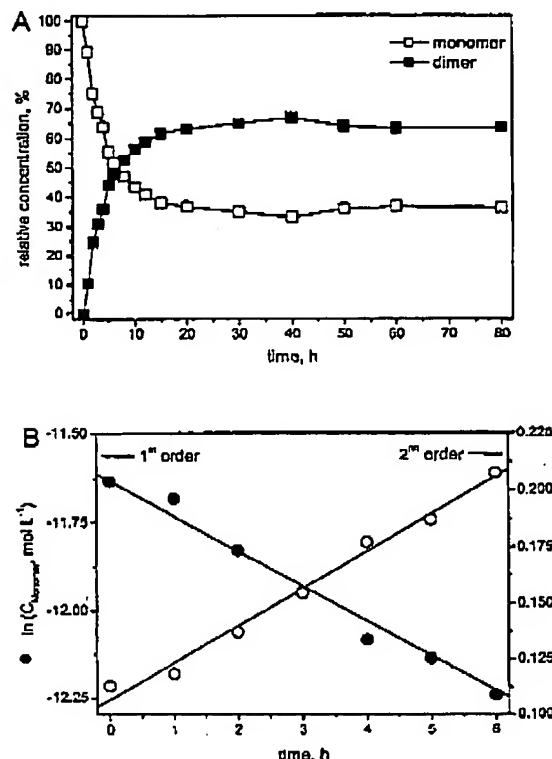 A
100
90
80
70
60
50
40
30
20
10
0
relative concentration, %
monomer
dimer
0 10 20 30 40 50 60 70 80
time, h
B
-11.50
-11.75
-12.00
-12.25
ln (C
, mol L⁻¹)
1ˢᵗ order
2ⁿᵈ order
0.220
0.200
0.175
0.150
0.125
0.100
0 1 2 3 4 5 6
time, h